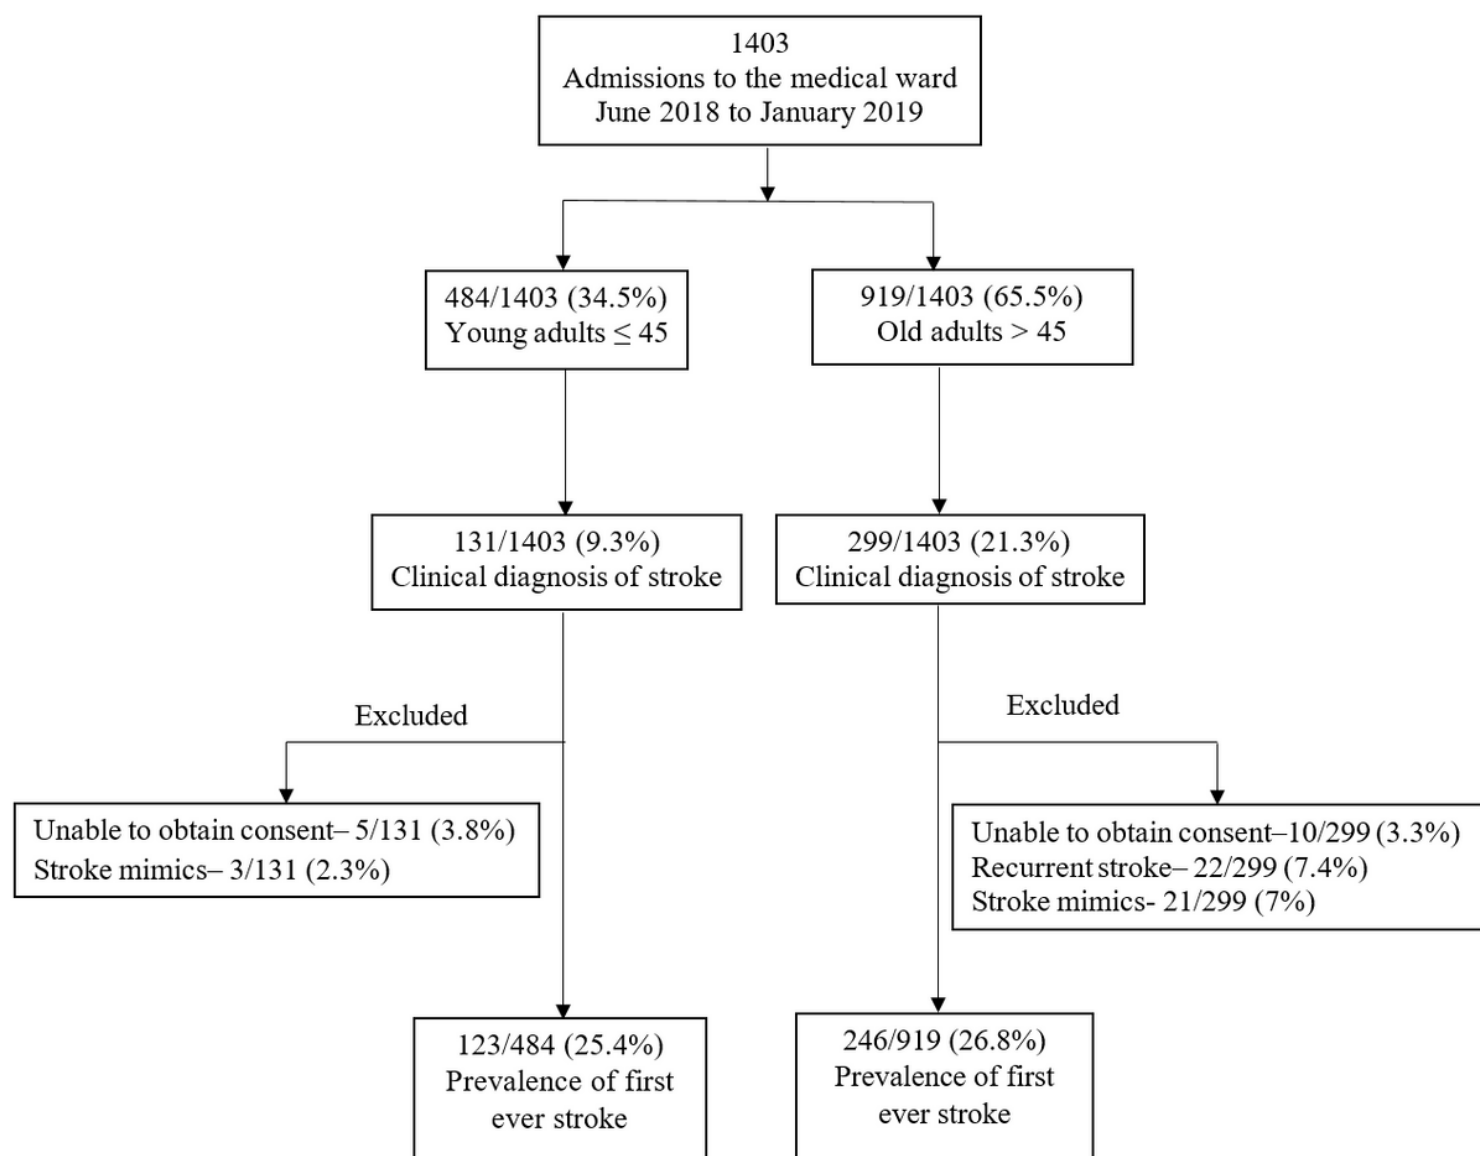 1403
Admissions to the medical ward
June 2018 to January 2019
484/1403 (34.5%)
Young adults ≤ 45
919/1403 (65.5%)
Old adults > 45
131/1403 (9.3%)
Clinical diagnosis of stroke
299/1403 (21.3%)
Clinical diagnosis of stroke
Excluded
Excluded
Unable to obtain consent– 5/131 (3.8%)
Stroke mimics– 3/131 (2.3%)
Unable to obtain consent–10/299 (3.3%)
Recurrent stroke– 22/299 (7.4%)
Stroke mimics- 21/299 (7%)
123/484 (25.4%)
Prevalence of first
ever stroke
246/919 (26.8%)
Prevalence of first
ever stroke